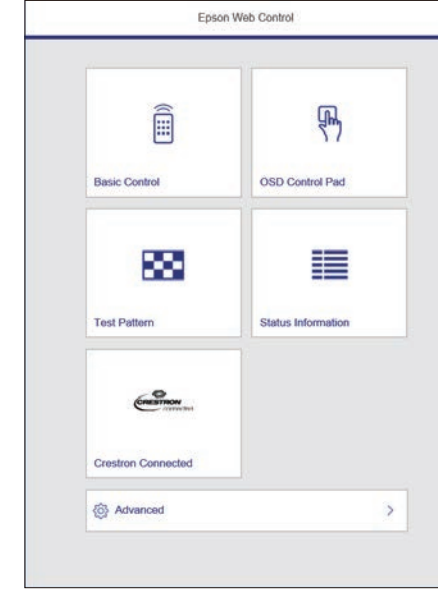 Epson Web Control
Basic Control
OSD Control Pad
Test Pattern
Status Information
CRESTRON
connected
Crestron Connected
Advanced